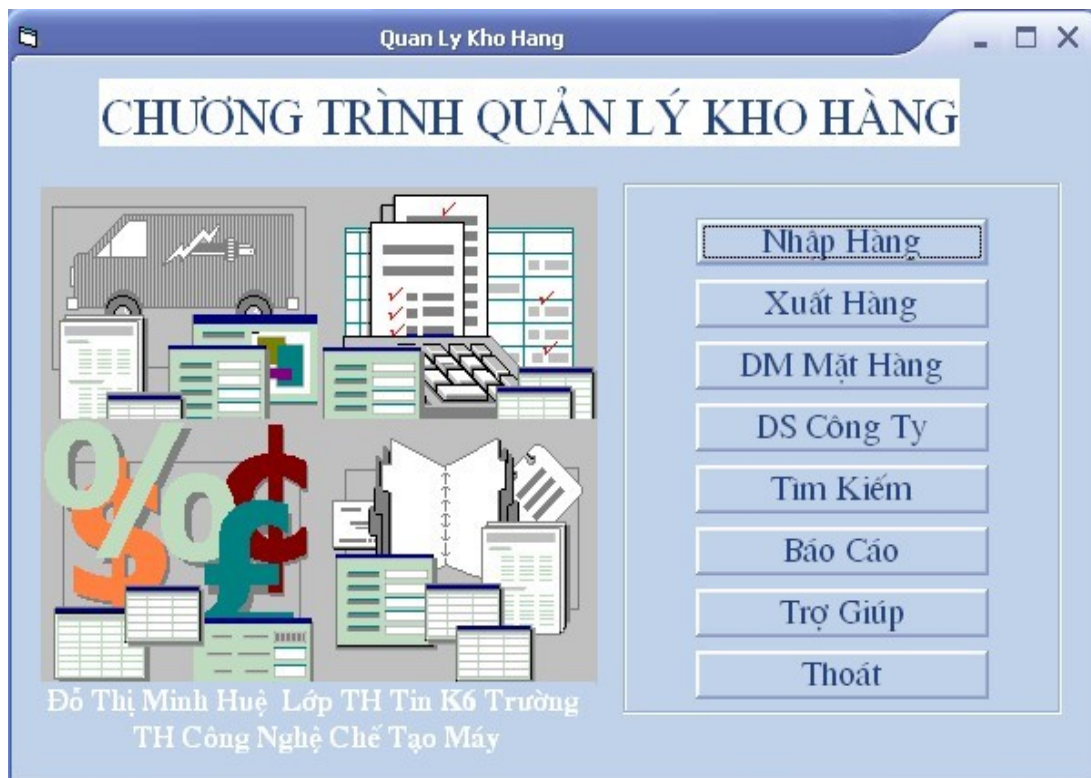 Quan Ly Kho Hang
CHƯƠNG TRÌNH QUẢN LÝ KHO HÀNG
Nhập Hàng
Xuất Hàng
DM Mặt Hàng
DS Công Ty
Tìm Kiếm
Báo Cáo
Trợ Giúp
Thoát
Đỗ Thị Minh Huệ Lớp TH Tin K6 Trường
TH Công Nghệ Chế Tạo Máy